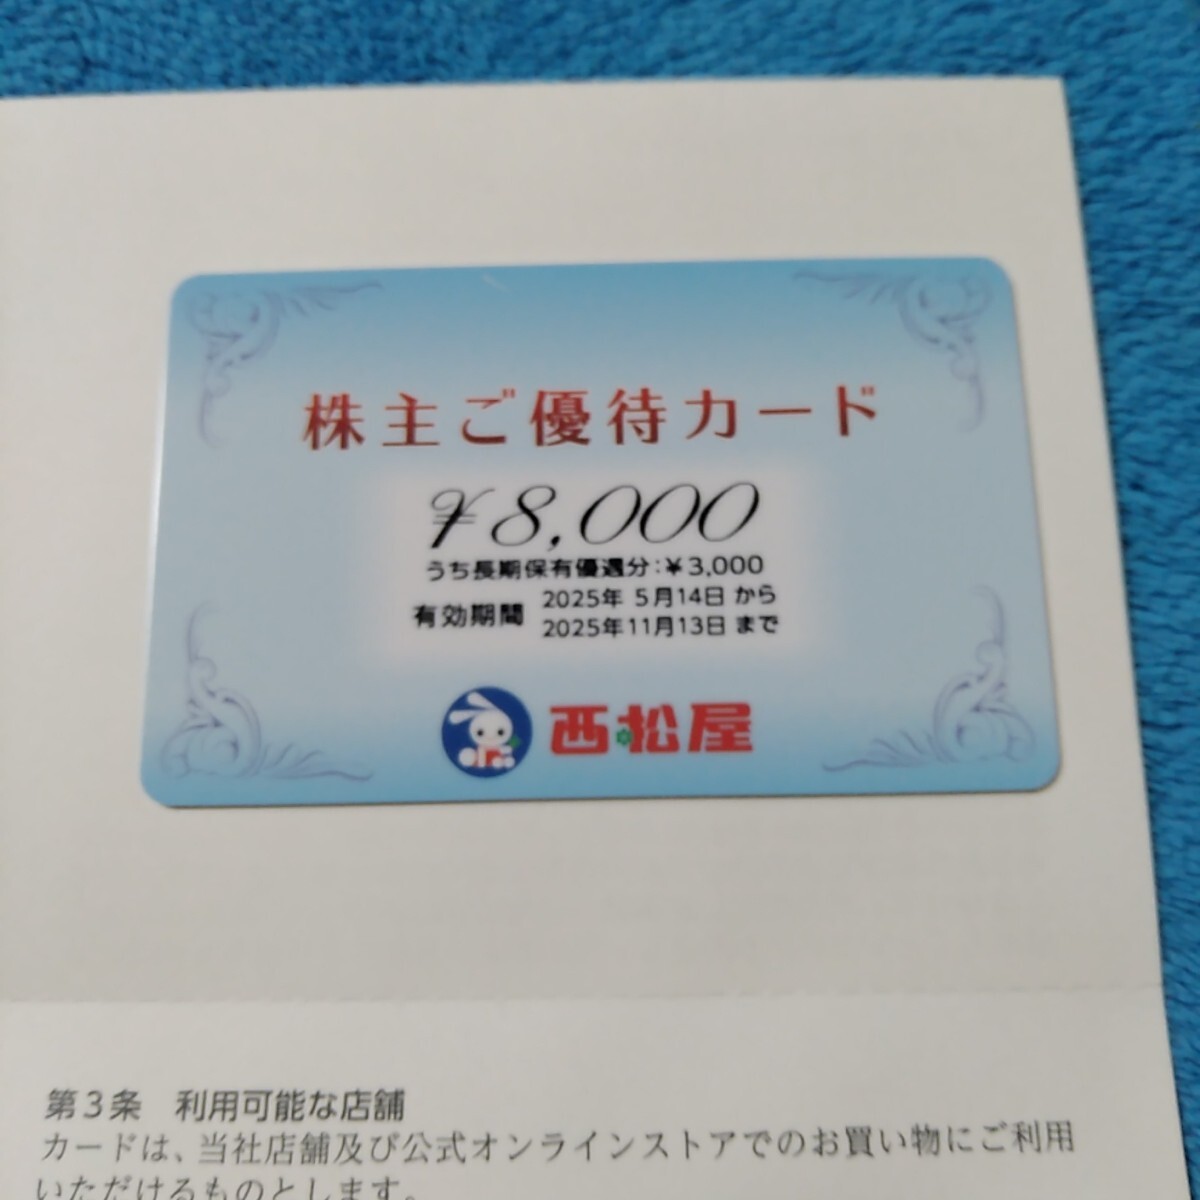 株主ご優待カード
¥8,000
うち長期保有優遇分:¥3,000
有効期間
2025年 5月14日 から
2025年11月13日 まで
西松屋
第3条 利用可能な店舗
カードは、当社店舗及び公式オンラインストアでのお買い物にご利用
いただけるものとします。